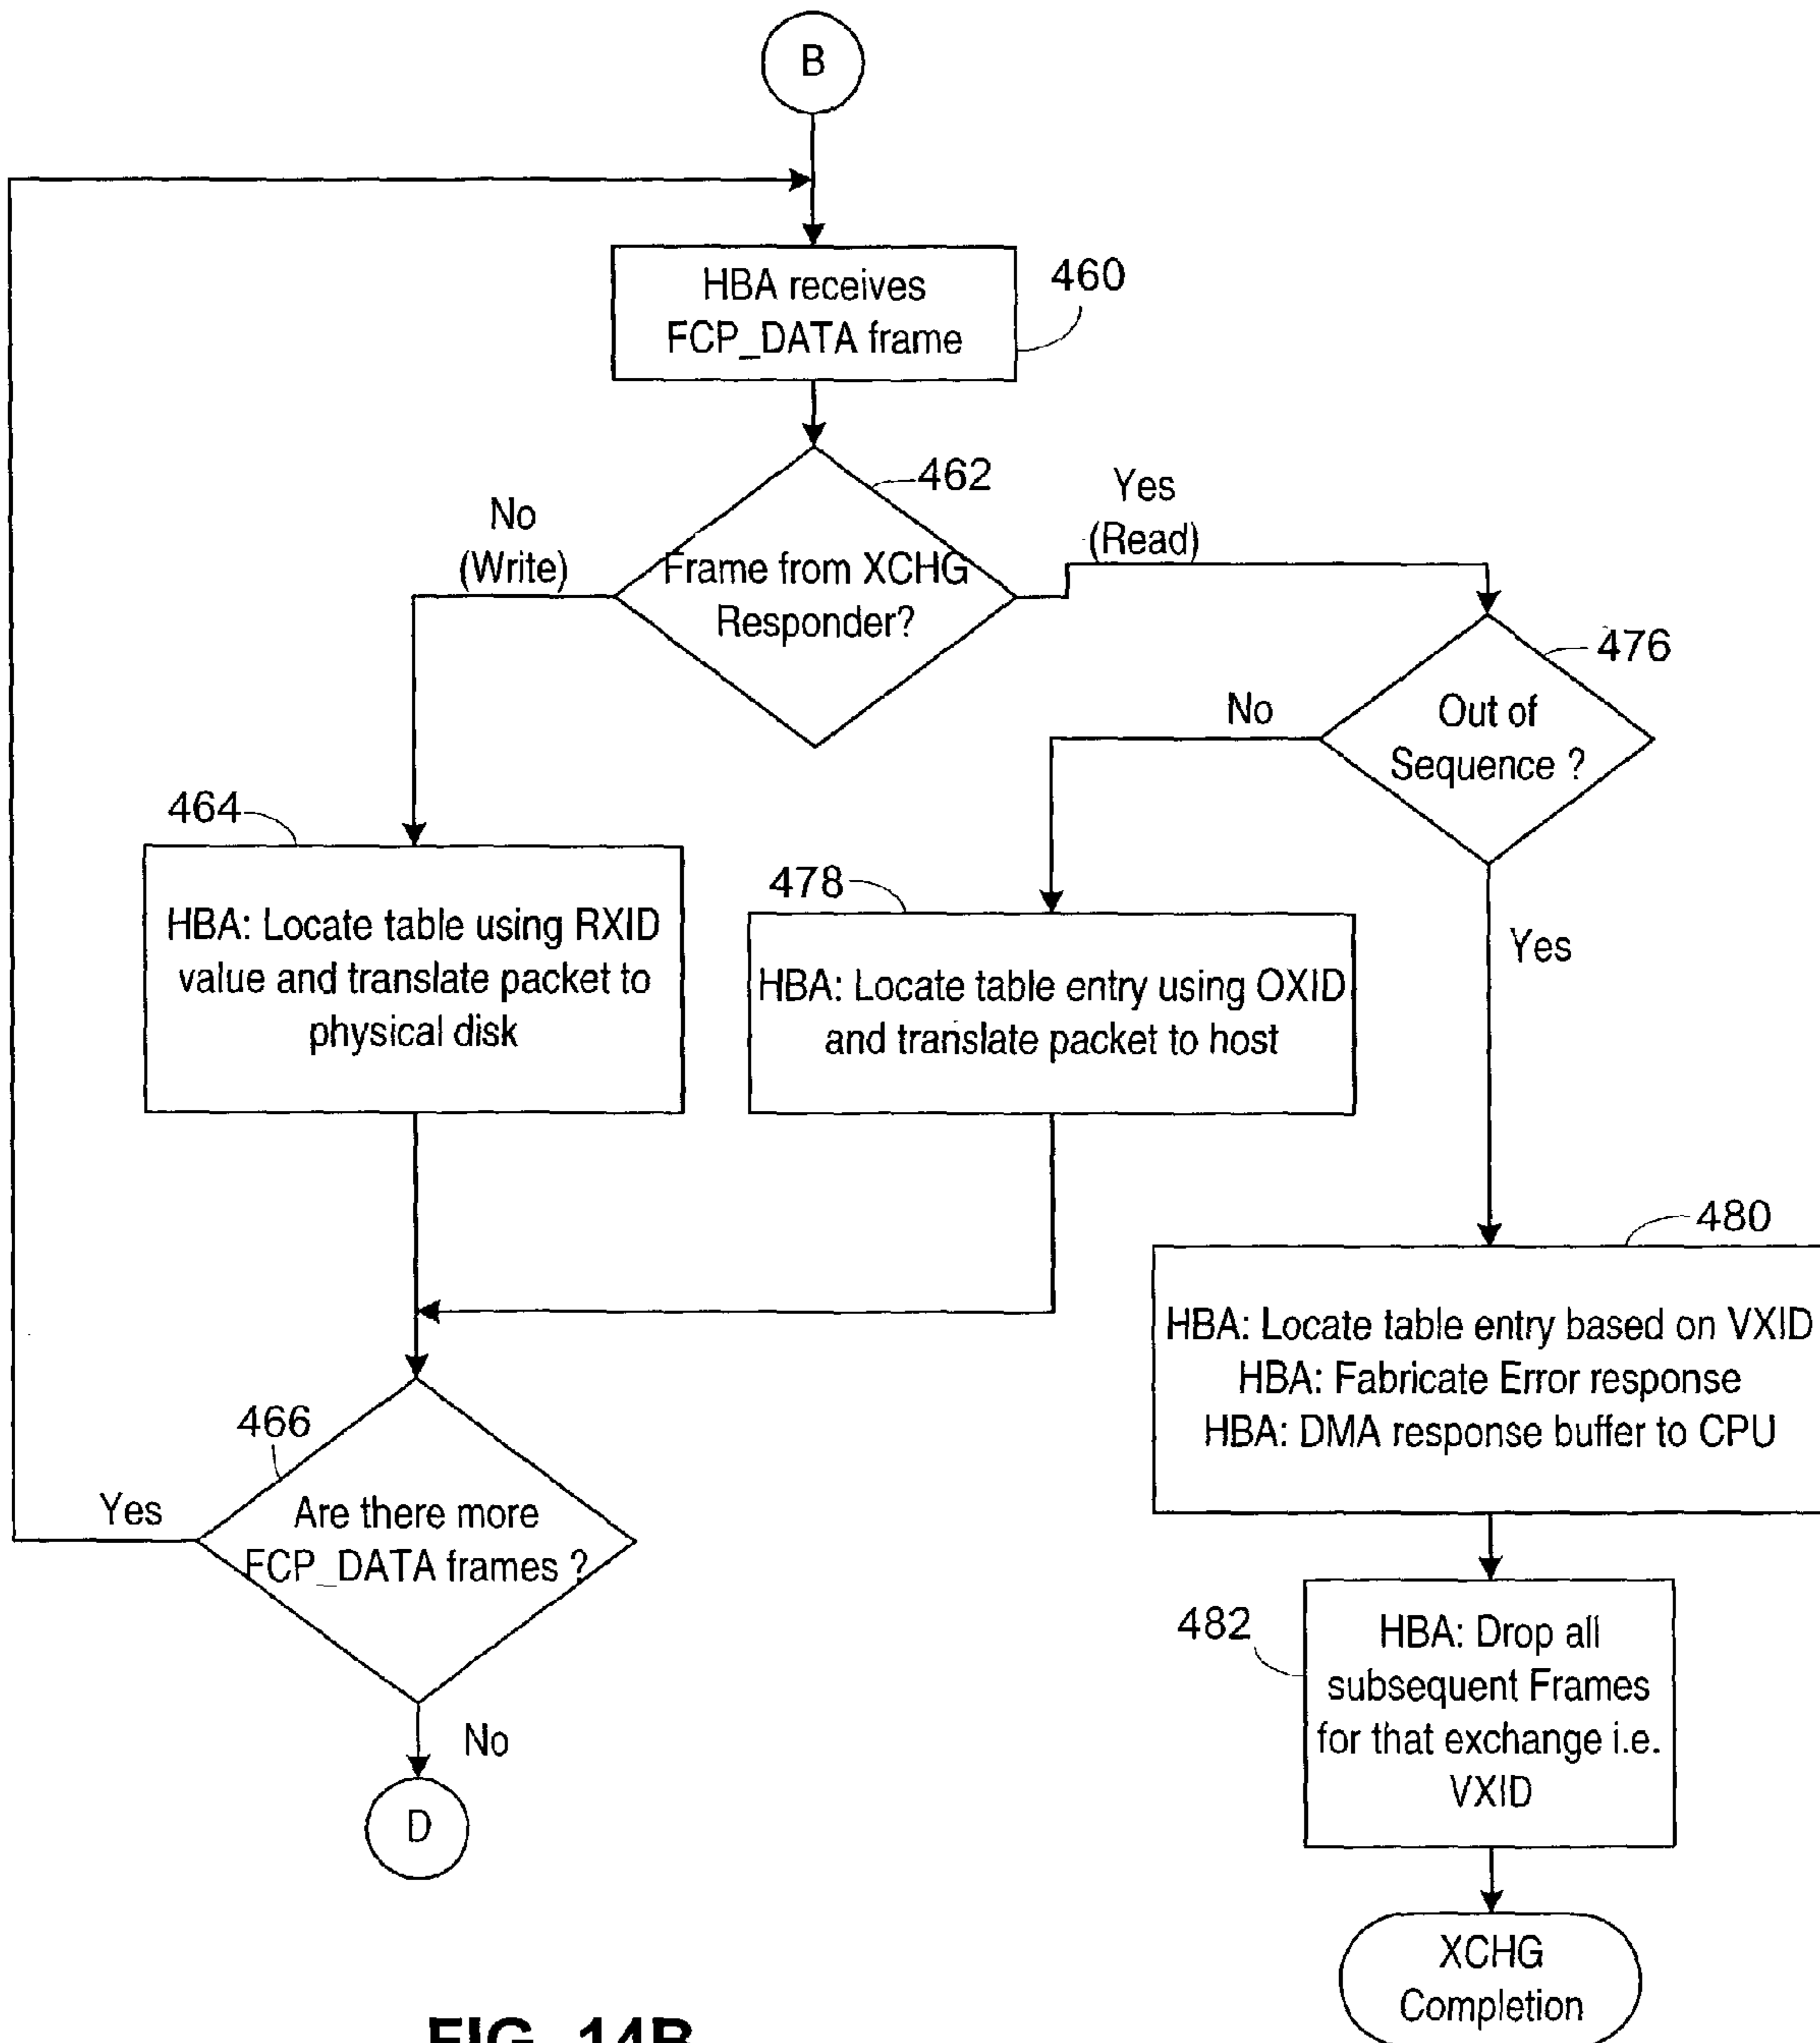 B
HBA receives
FCP_DATA frame
460
462
No
(Write)
Yes
(Read)
Frame from XCHG
Responder?
476
No
Out of
Sequence ?
464
HBA: Locate table using RXID
value and translate packet to
physical disk
478
HBA: Locate table entry using OXID
and translate packet to host
Yes
480
HBA: Locate table entry based on VXID
HBA: Fabricate Error response
HBA: DMA response buffer to CPU
466
Yes
Are there more
FCP_DATA frames ?
No
D
482
HBA: Drop all
subsequent Frames
for that exchange i.e.
VXID
XCHG
Completion
FIG. 14B